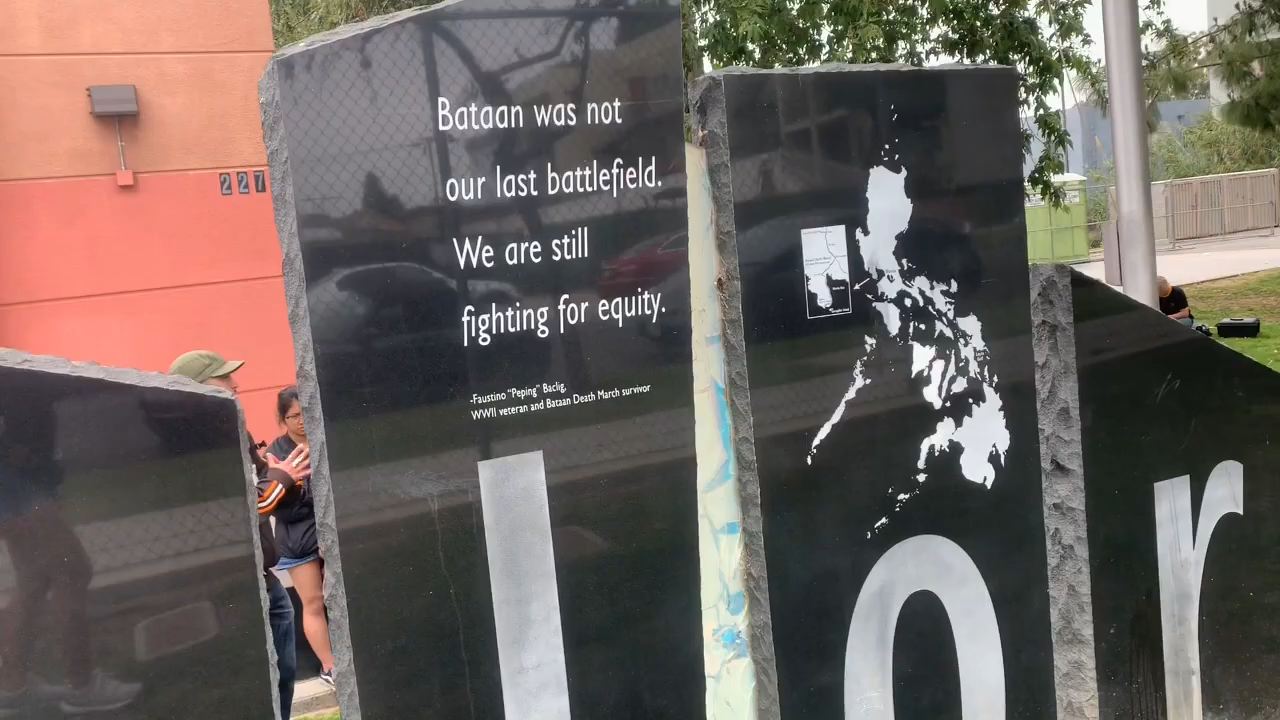 227
Bataan was not
our last battlefield.
We are still
fighting for equity.
-Faustino "Peping" Baclig,
WWII veteran and Bataan Death March survivor
l
o
r